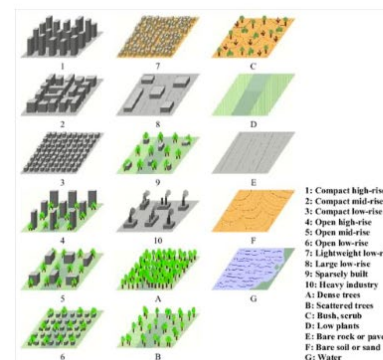 1
7
C
2
8
D
3
9
E
4
10
F
5
A
G
6
B
1: Compact high-rise
2: Compact mid-rise
3: Compact low-rise
4: Open high-rise
5: Open mid-rise
6: Open low-rise
7: Lightweight low-r
8: Large low-rise
9: Sparsely built
10: Heavy industry
A: Dense trees
B: Scattered trees
C: Bush, scrub
D: Low plants
E: Bare rock or pave
F: Bare soil or sand
G: Water